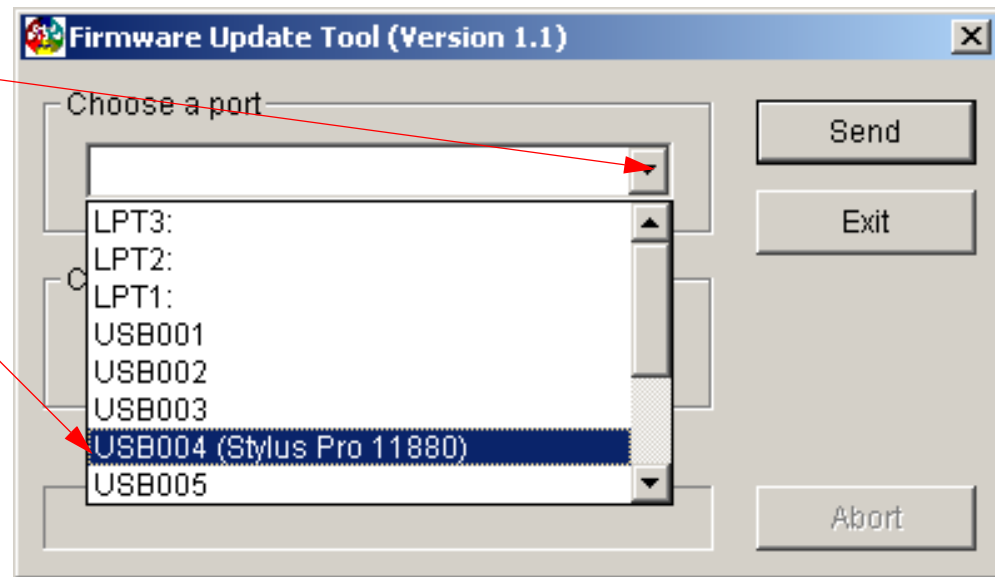 Firmware Update Tool (Version 1.1)
Choose a port
Send
LPT3:
Exit
LPT2:
C
LPT1:
USB001
USB002
USB003
USB004 (Stylus Pro 11880)
USB005
Abort